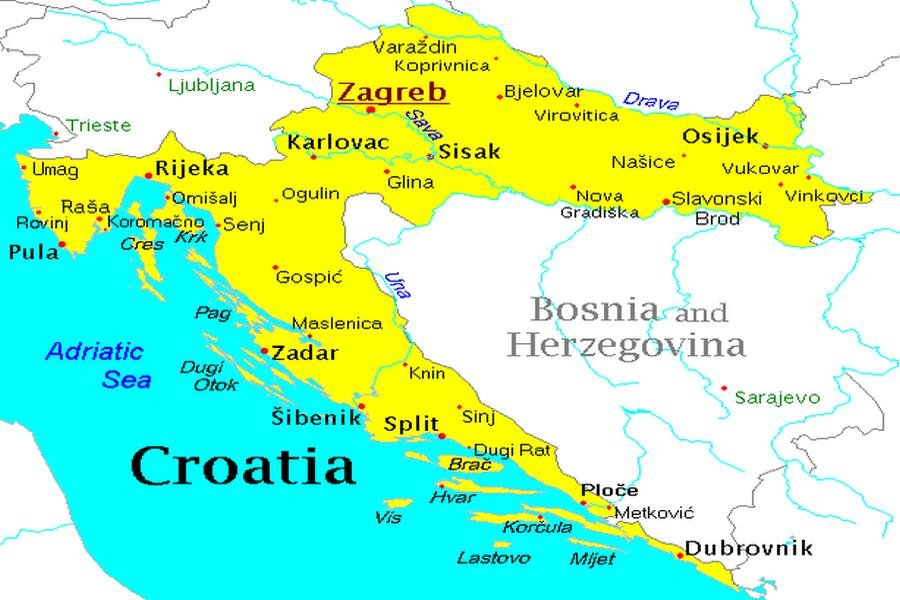 Varaždin
Koprivnica
Ljubljana
Zagreb
Bjelovar
Drava
Virovitica
Sava
Trieste
Karlovac
Sisak
Osijek
Našice
Vukovar
Umag
Rijeka
Glina
Nova
Gradiška
Slavonski
Brod
Vinkovci
Omišalj
Ogulin
Raša
Rovinj
Koromačno
Senj
Cres
Krk
Pula
Gospić
Una
Pag
Maslenica
Bosnia and
Herzegovina
Adriatic
Sea
Zadar
Dugi
Otok
Knin
Sarajevo
Šibenik
Split
Sinj
Croatia
Dugi Rat
Brač
Hvar
Ploče
Metković
Vis
Korčula
Lastovo
Mljet
Dubrovnik